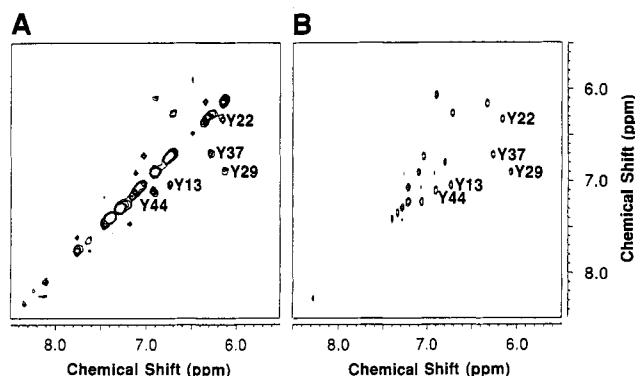 A
B
Y22
Y37
Y29
Y13
Y44
Y22
Y37
Y29
Y13
Y44
6.0
7.0
8.0
Chemical Shift (ppm)
8.0 7.0 6.0
8.0 7.0 6.0
Chemical Shift (ppm)
Chemical Shift (ppm)